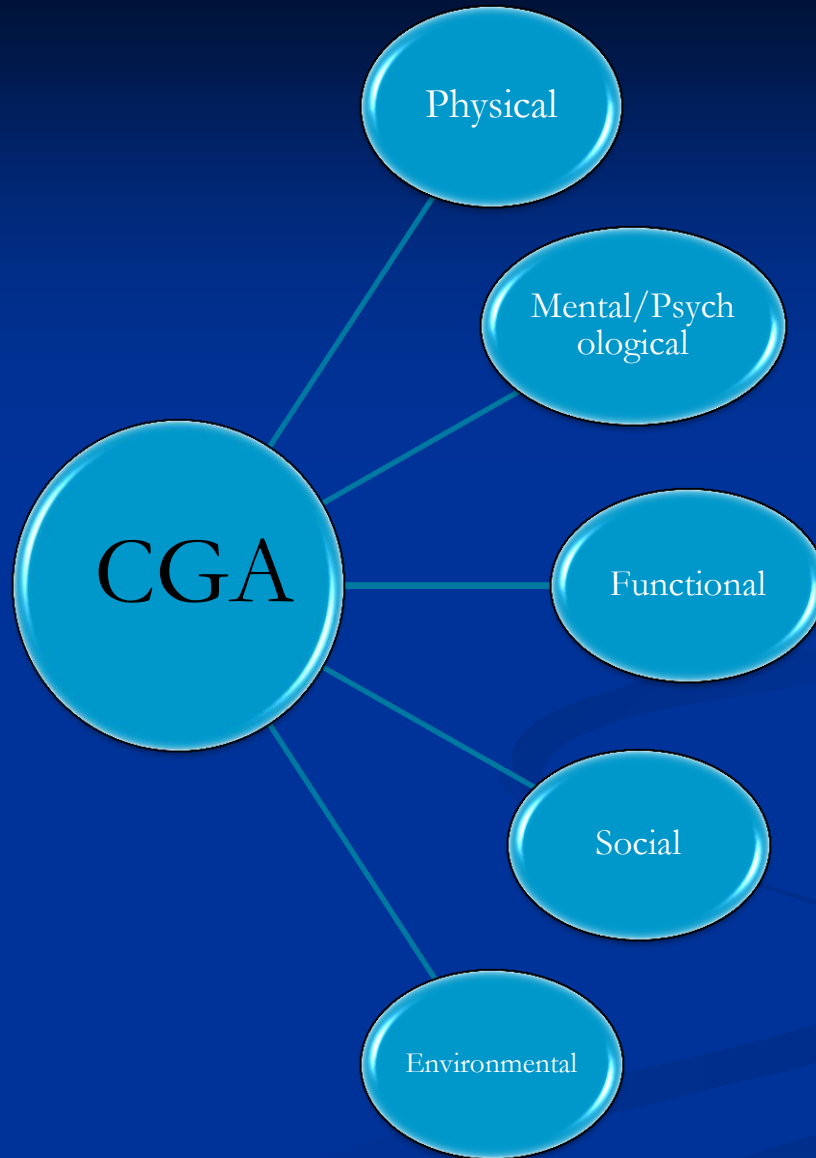 Physical
Mental/Psych
ological
CGA
Functional
Social
Environmental